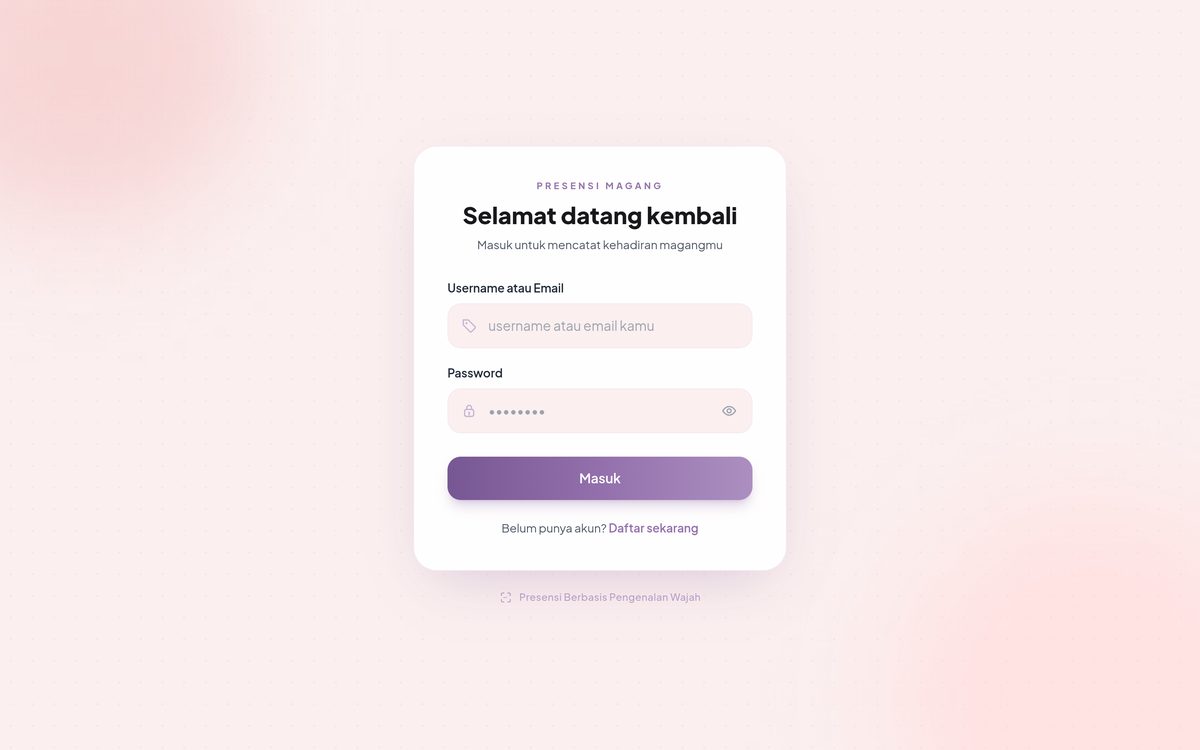 PRESENSI MAGANG
Selamat datang kembali
Masuk untuk mencatat kehadiran magangmu
Username atau Email
username atau email kamu
Password
••••••••
Masuk
Belum punya akun? Daftar sekarang
Presensi Berbasis Pengenalan Wajah